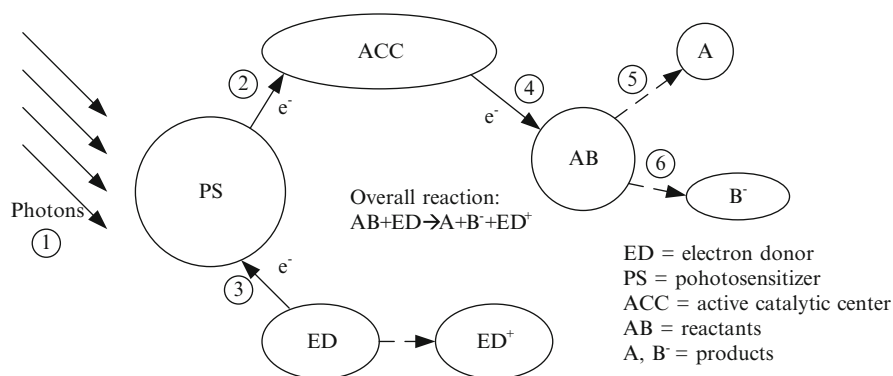 ACC
A
②
④
⑤
e⁻
e⁻
AB
⑥
PS
B⁻
Photons
①
Overall reaction:
AB+ED→A+B⁻+ED⁺
③
e⁻
ED
ED⁺
ED = electron donor
PS = pohotosensitizer
ACC = active catalytic center
AB = reactants
A, B⁻ = products